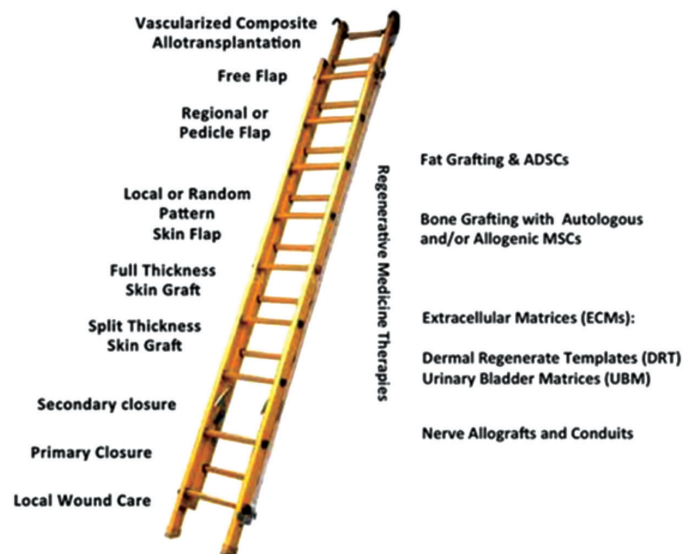 Vascularized Composite
Allotransplantation
Free Flap
Regional or
Pedicle Flap
Local or Random
Pattern
Skin Flap
Full Thickness
Skin Graft
Split Thickness
Skin Graft
Secondary closure
Primary Closure
Local Wound Care
Regenerative Medicine Therapies
Fat Grafting & ADSCs
Bone Grafting with Autologous
and/or Allogenic MSCs
Extracellular Matrices (ECMs):
Dermal Regenerate Templates (DRT)
Urinary Bladder Matrices (UBM)
Nerve Allografts and Conduits